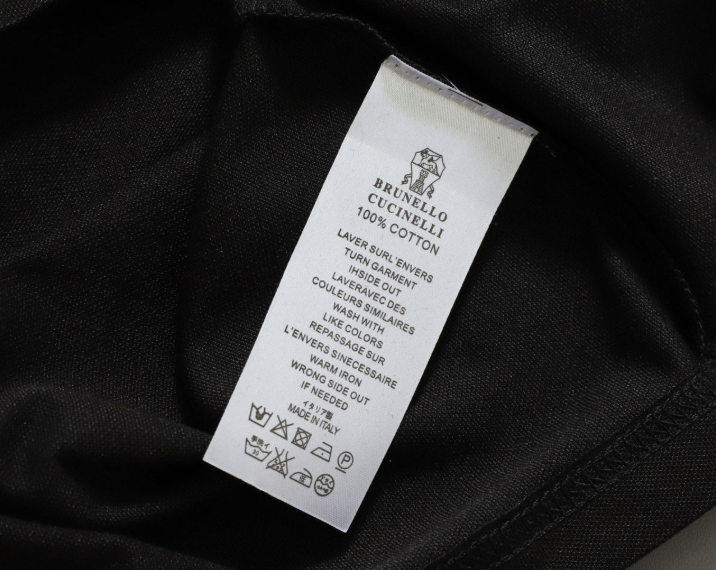 BRUNELLO
CUCINELLI
100% COTTON
LAVER SURL'ENVERS
TURN GARMENT
IHSIDE OUT
LAVERAVEC DES
COULEURS SIMILAIRES
WASH WITH
LIKE COLORS
REPASSAGE SUR
L'ENVERS SINECESSAIRE
WARM IRON
WRONG SIDE OUT
IF NEEDED
イタリア製
MADE IN ITALY
P